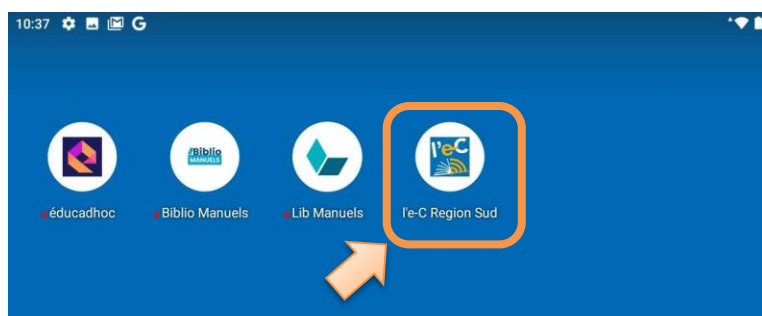 10:37 G
/Biblio
MANUELS
l'eC
éducadhoc
Biblio Manuels
Lib Manuels
l'e-C Region Sud